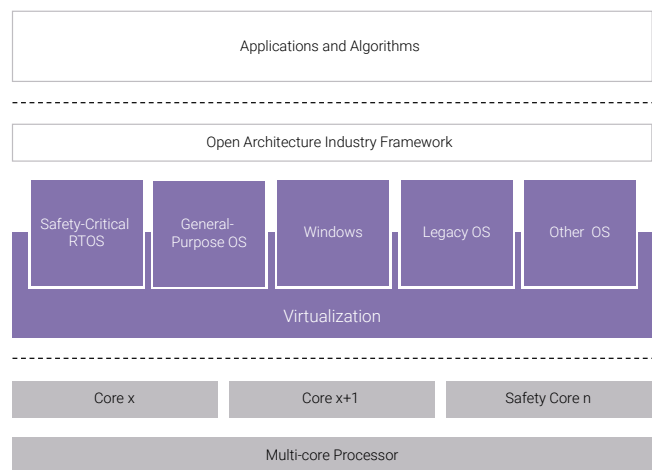 Applications and Algorithms
Open Architecture Industry Framework
Safety-Critical
RTOS
General-
Purpose OS
Windows
Legacy OS
Other OS
Virtualization
Core x
Core x+1
Safety Core n
Multi-core Processor